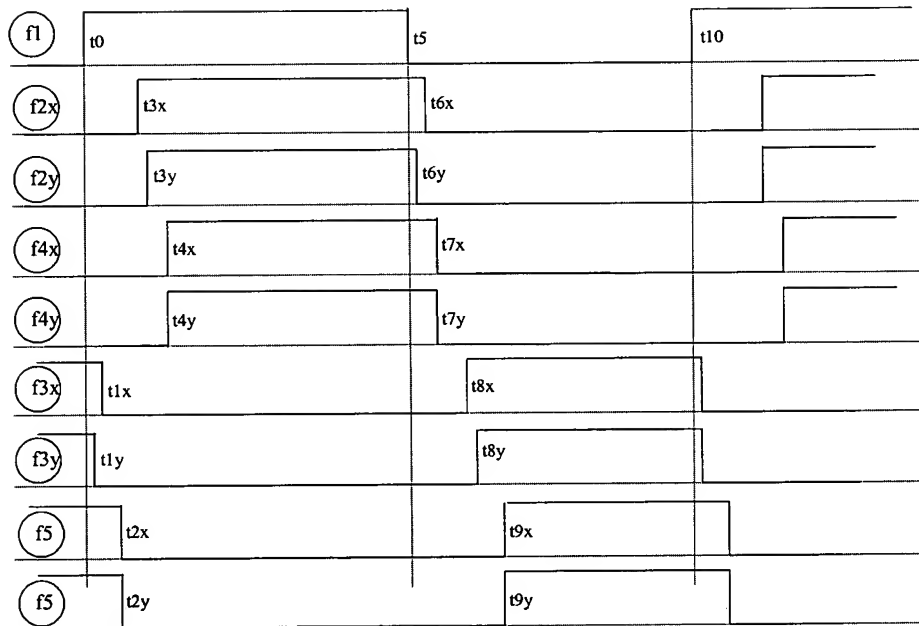 f1 t0 t5 t10
f2x t3x t6x
f2y t3y t6y
f4x t4x t7x
f4y t4y t7y
f3x t1x t8x
f3y t1y t8y
f5 t2x t9x
f5 t2y t9y